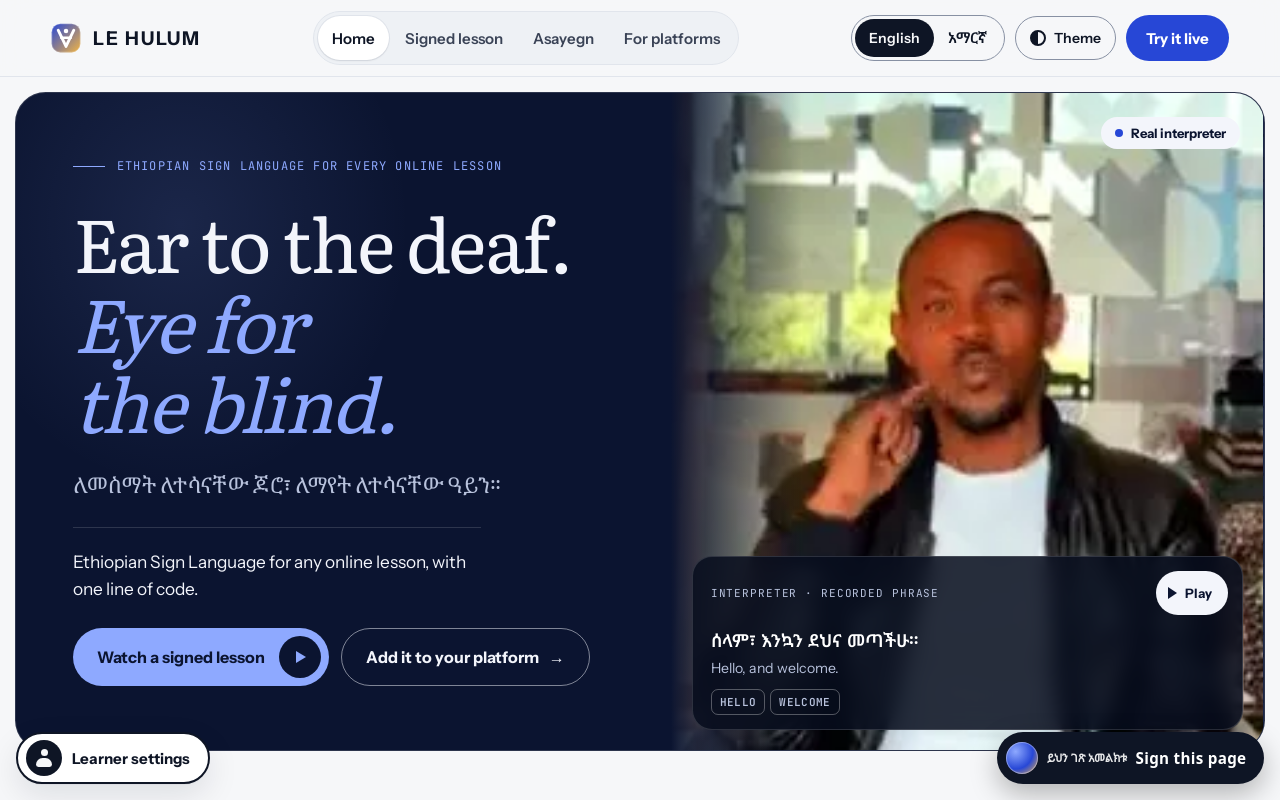 LE HULUM
Home
Signed lesson
Asayegn
For platforms
English
አማርኛ
Theme
Try it live
Real interpreter
ETHIOPIAN SIGN LANGUAGE FOR EVERY ONLINE LESSON
Ear to the deaf.
Eye for
the blind.
ለመስማት ለተሳናቸው ጆሮ፣ ለማየት ለተሳናቸው ዓይን።
Ethiopian Sign Language for any online lesson, with
one line of code.
Watch a signed lesson
Add it to your platform →
INTERPRETER · RECORDED PHRASE
Play
ሰላም፣ እንኳን ደህና መጣችሁ።
Hello, and welcome.
HELLO
WELCOME
Learner settings
ይህን ገጽ አመልክቱ Sign this page